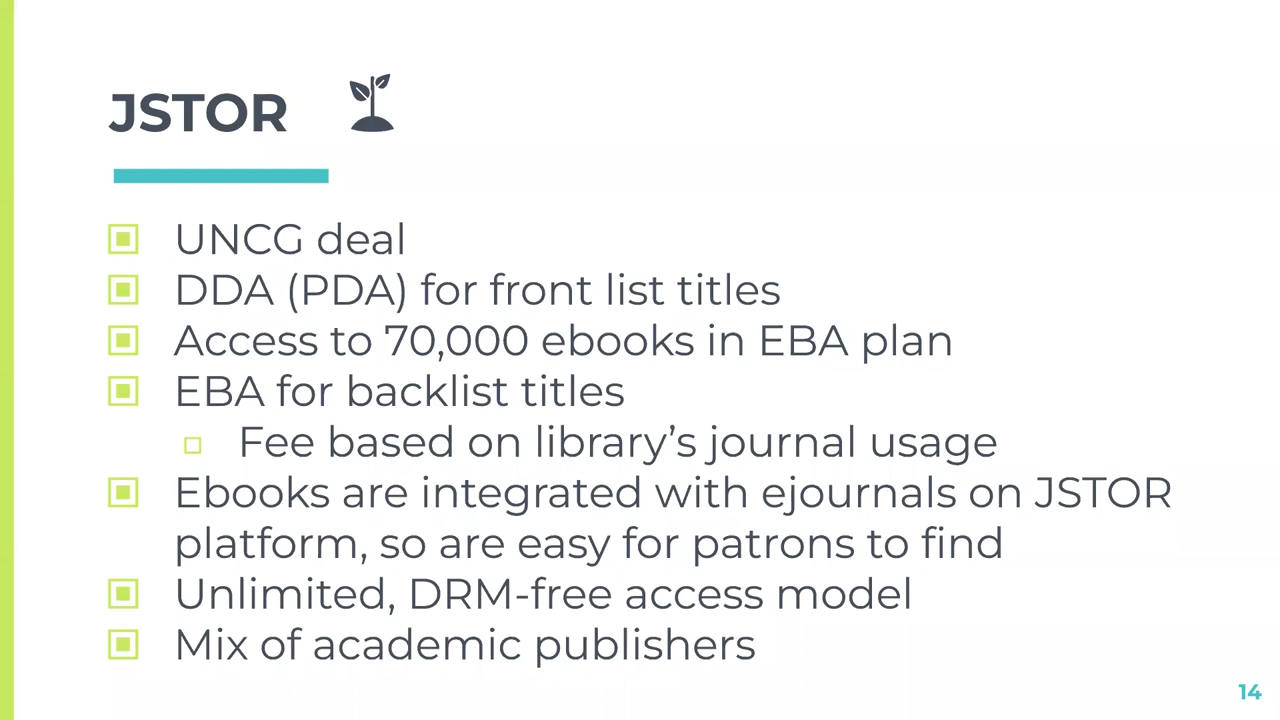 JSTOR
UNCG deal
DDA (PDA) for front list titles
Access to 70,000 ebooks in EBA plan
EBA for backlist titles
Fee based on library’s journal usage
Ebooks are integrated with ejournals on JSTOR
platform, so are easy for patrons to find
Unlimited, DRM-free access model
Mix of academic publishers
14